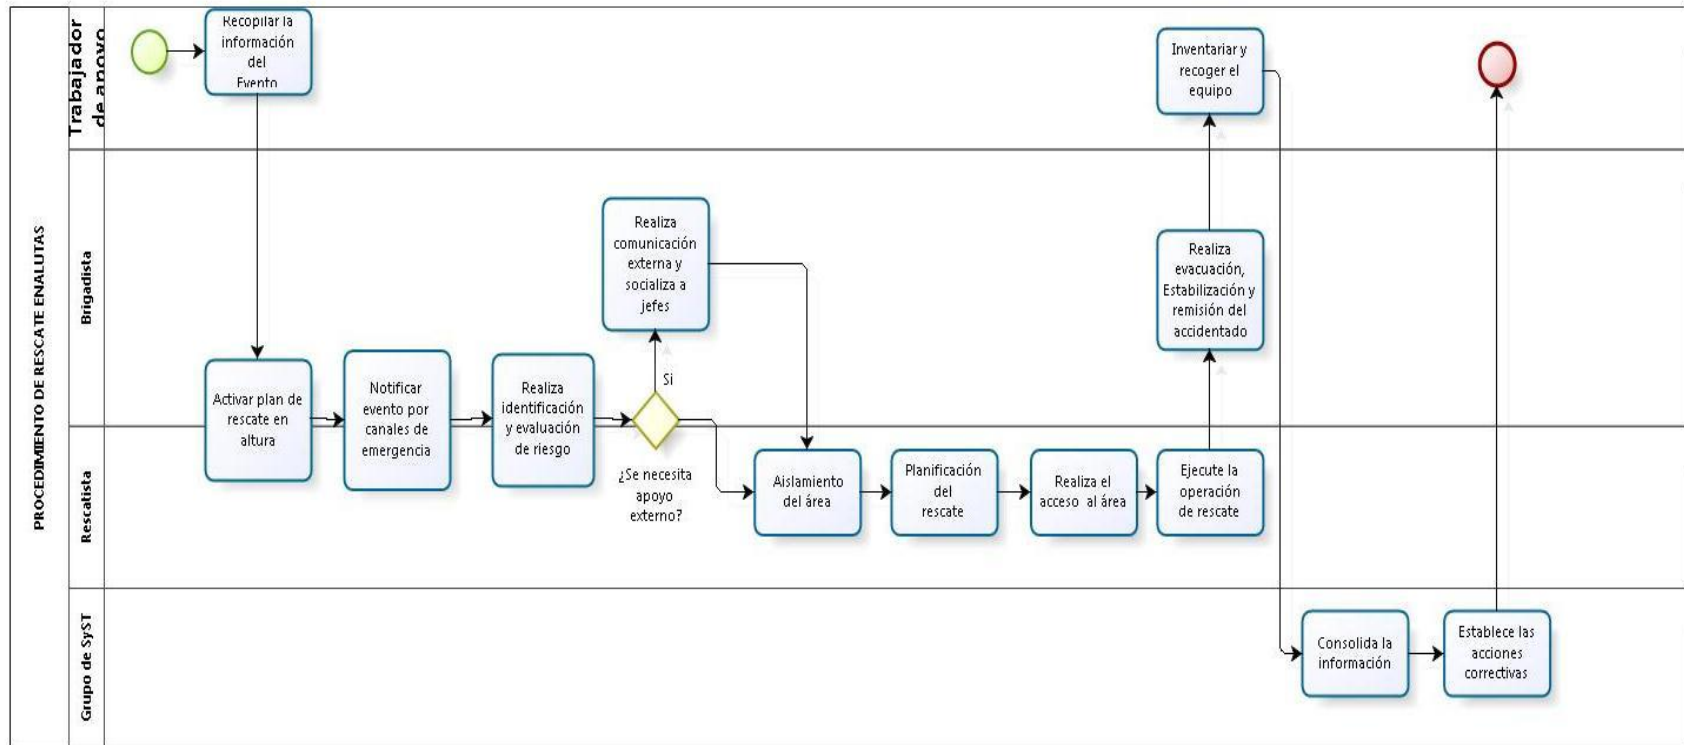 PROCEDIMIENTO DE RESCATE ENALUTAS
Trabajador
de apoyo
Recopilar la
información
del
Evento
Inventariar y
recoger el
equipo
Brigadista
Realiza
comunicación
externa y
socializa a
jefes
Realiza
evacuación,
Estabilización y
remisión del
accidentado
Si
Activar plan de
rescate en
altura
Notificar
evento por
canales de
emergencia
Realiza
identificación
y evaluación
de riesgo
¿Se necesita
apoyo
externo?
Rescatista
Aislamiento
del área
Planificación
del
rescate
Realiza el
acceso al área
Ejecute la
operación
de rescate
Grupo de SyST
Consolida la
información
Establece las
acciones
correctivas